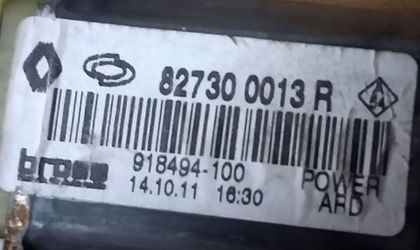 82730 0013 R
brose
918494-100
14.10.11 16:30
POWER
ARD